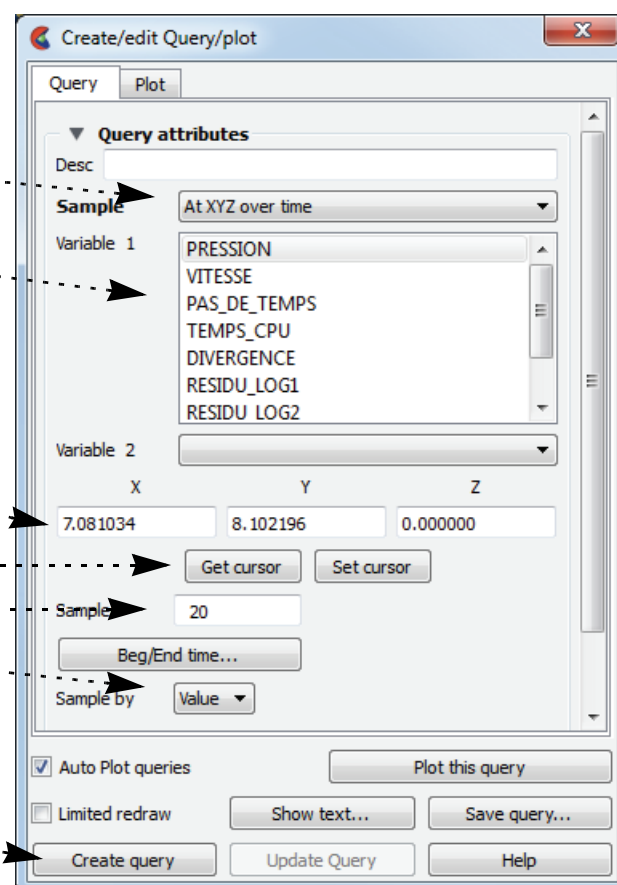 Create/edit Query/plot
Query Plot
Query attributes
Desc
Sample At XYZ over time
Variable 1
PRESSION
VITESSE
PAS_DE_TEMPS
TEMPS_CPU
DIVERGENCE
RESIDU_LOG1
RESIDU LOG2
Variable 2
X Y Z
7.081034 8.102196 0.000000
Get cursor Set cursor
Sample 20
Beg/End time...
Sample by Value
Auto Plot queries Plot this query
Limited redraw Show text... Save query...
Create query Update Query Help